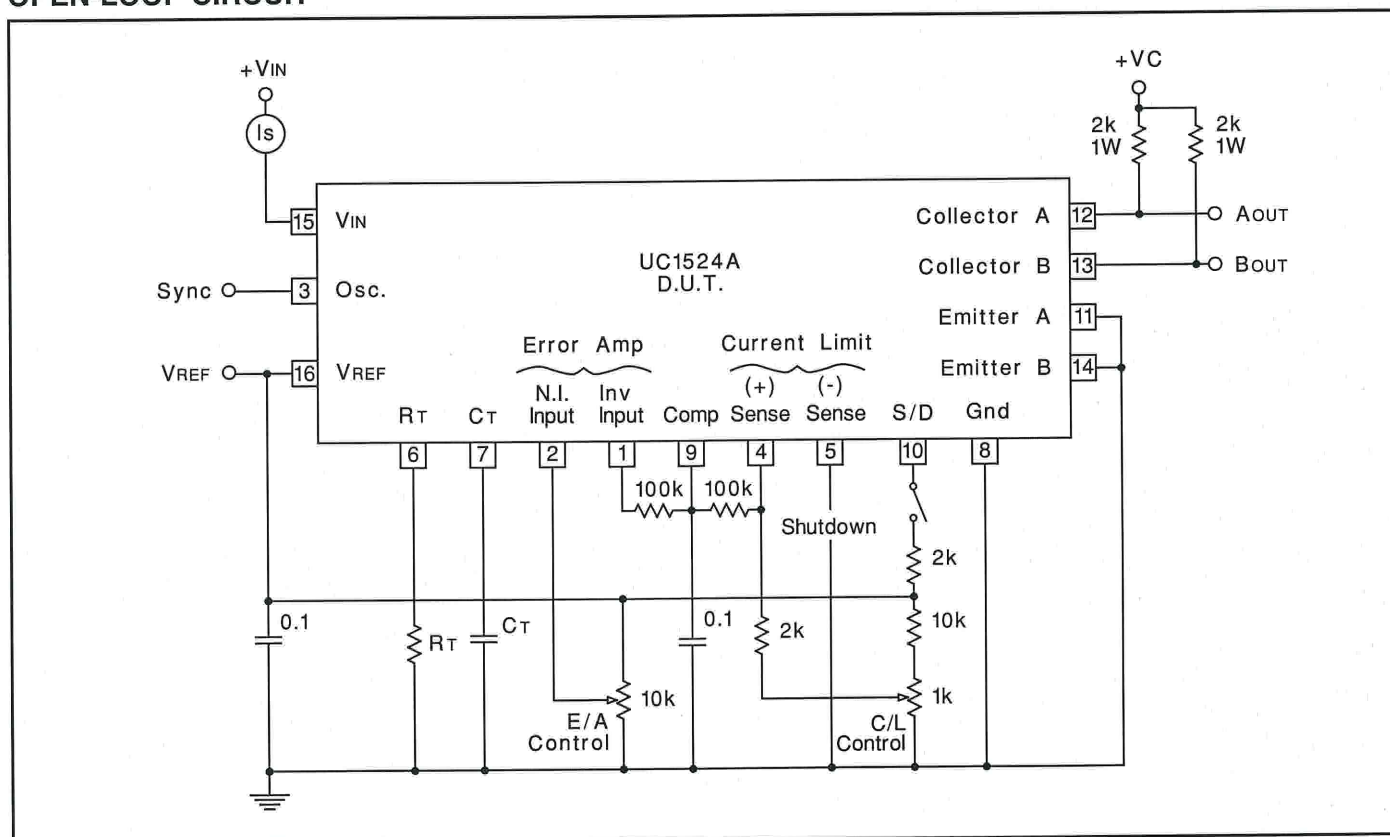 OPEN LOOP CIRCUIT
+VIN
+VC
Is
2k
1W
2k
1W
15
VIN
Collector A
12
AOUT
UC1524A
D.U.T.
Collector B
13
BOUT
Sync
3
Osc.
Emitter A
11
Error Amp
Current Limit
VREF
16
VREF
Emitter B
14
RT
CT
N.I.
Input
Inv
Input
Comp
(+)
Sense
(-)
Sense
S/D
Gnd
6
7
2
1
9
4
5
10
8
100k
100k
Shutdown
2k
0.1
RT
CT
0.1
2k
10k
10k
1k
E/A
Control
C/L
Control